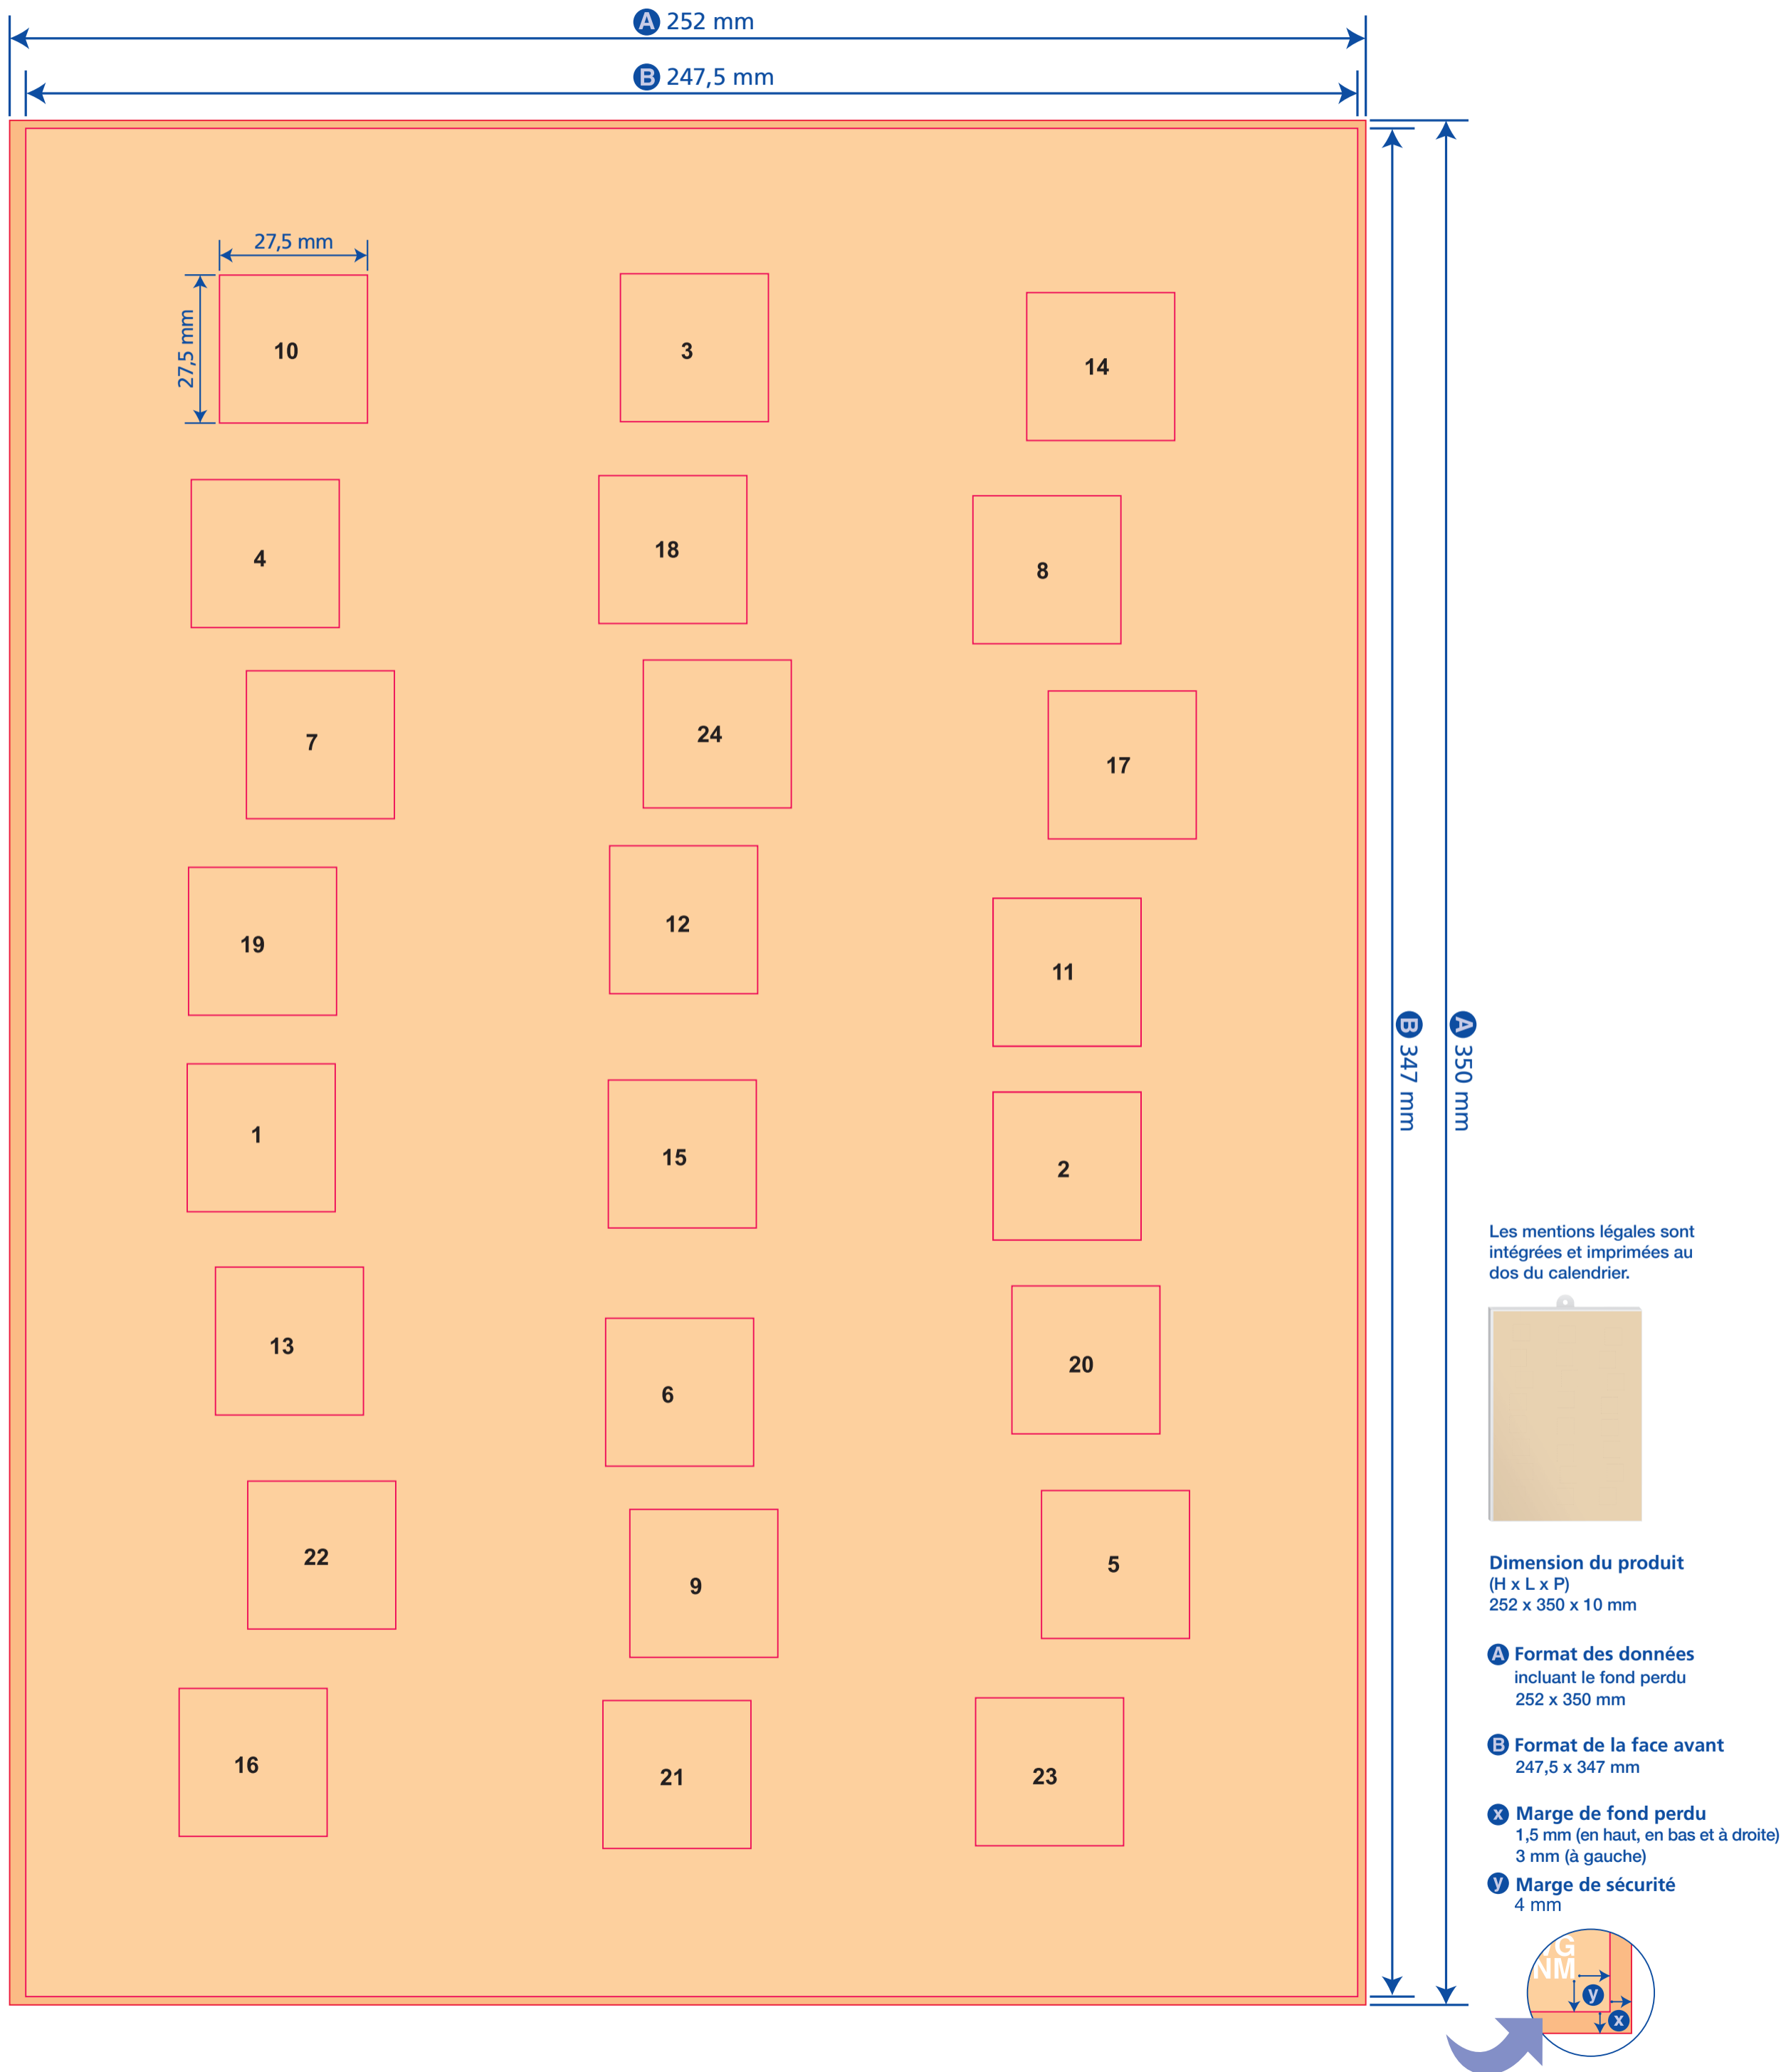 A 252 mm
B 247,5 mm
27,5 mm
27,5 mm
10
3
14
4
18
8
7
24
17
19
12
11
B 347 mm
A 350 mm
1
15
2
13
6
20
22
9
5
16
21
23
Les mentions légales sont
intégrées et imprimées au
dos du calendrier.
Dimension du produit
(H x L x P)
252 x 350 x 10 mm
A Format des données
incluant le fond perdu
252 x 350 mm
B Format de la face avant
247,5 x 347 mm
x Marge de fond perdu
1,5 mm (en haut, en bas et à droite)
3 mm (à gauche)
y Marge de sécurité
4 mm
G
NM
y
x